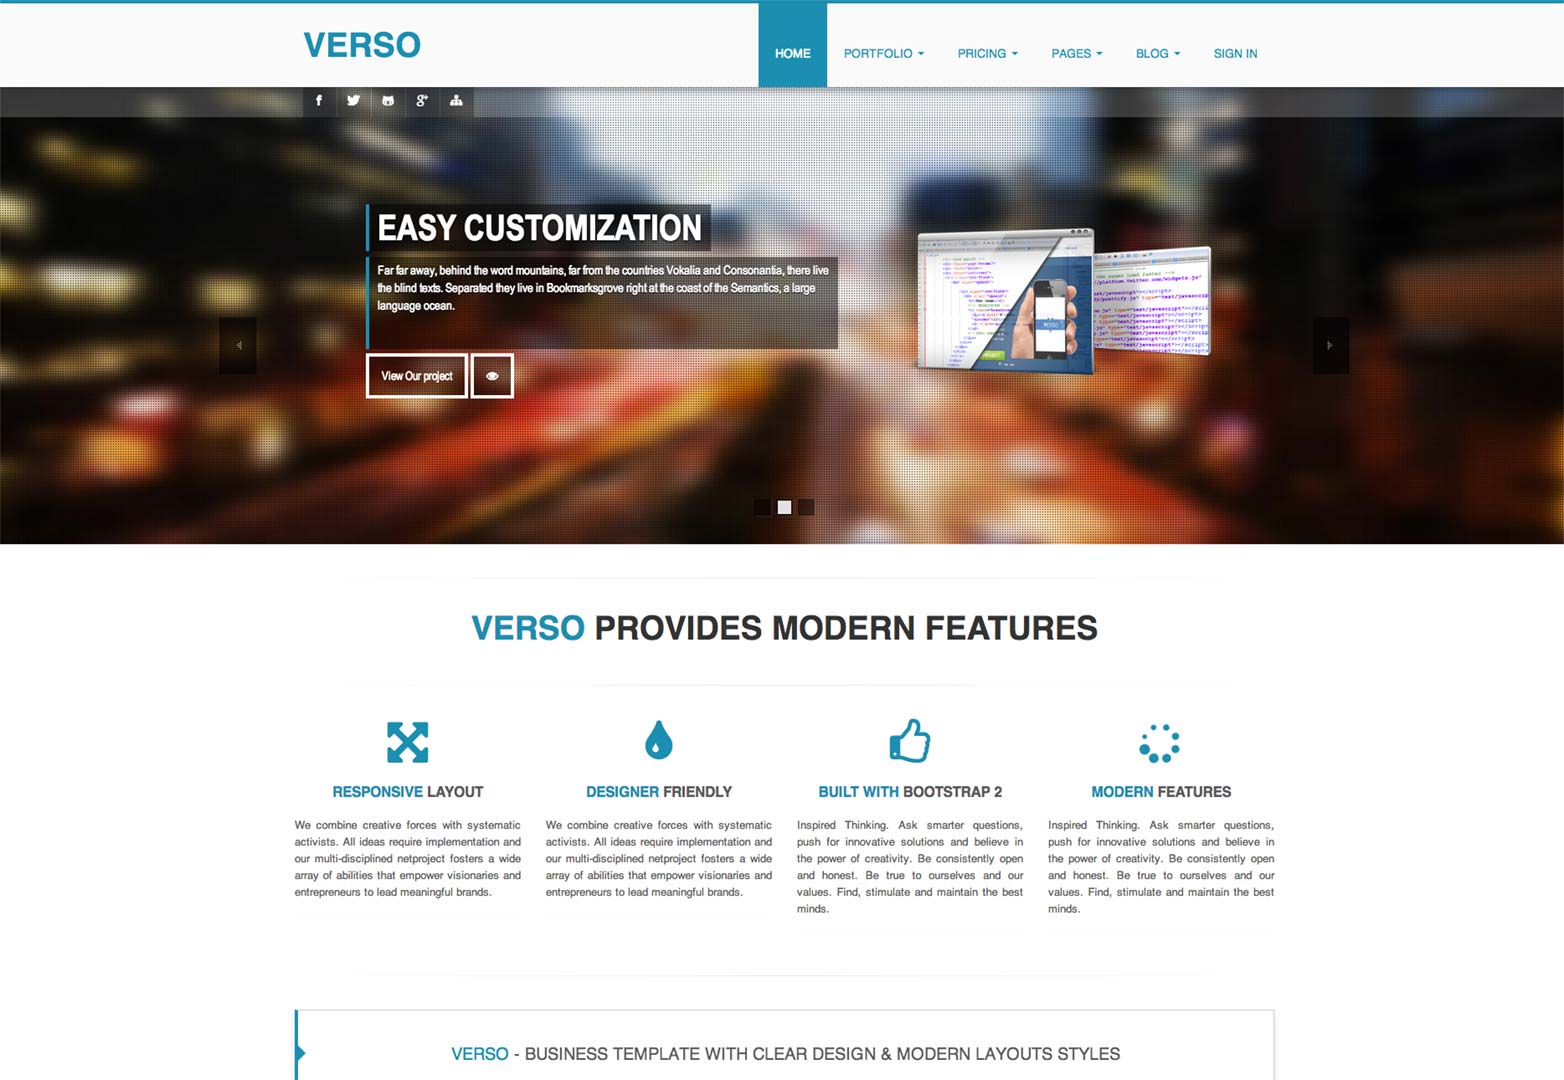 VERSO
HOME PORTFOLIO PRICING PAGES BLOG SIGN IN
EASY CUSTOMIZATION
Far far away, behind the word mountains, far from the countries Vokalia and Consonantia, there live
the blind texts. Separated they live in Bookmarksgrove right at the coast of the Semantics, a large
language ocean.
View Our project
VERSO
VERSO PROVIDES MODERN FEATURES
RESPONSIVE LAYOUT
We combine creative forces with systematic
activists. All ideas require implementation and
our multi-disciplined netproject fosters a wide
array of abilities that empower visionaries and
entrepreneurs to lead meaningful brands.
DESIGNER FRIENDLY
We combine creative forces with systematic
activists. All ideas require implementation and
our multi-disciplined netproject fosters a wide
array of abilities that empower visionaries and
entrepreneurs to lead meaningful brands.
BUILT WITH BOOTSTRAP 2
Inspired Thinking. Ask smarter questions,
push for innovative solutions and believe in
the power of creativity. Be consistently open
and honest. Be true to ourselves and our
values. Find, stimulate and maintain the best
minds.
MODERN FEATURES
Inspired Thinking. Ask smarter questions,
push for innovative solutions and believe in
the power of creativity. Be consistently open
and honest. Be true to ourselves and our
values. Find, stimulate and maintain the best
minds.
VERSO - BUSINESS TEMPLATE WITH CLEAR DESIGN & MODERN LAYOUTS STYLES